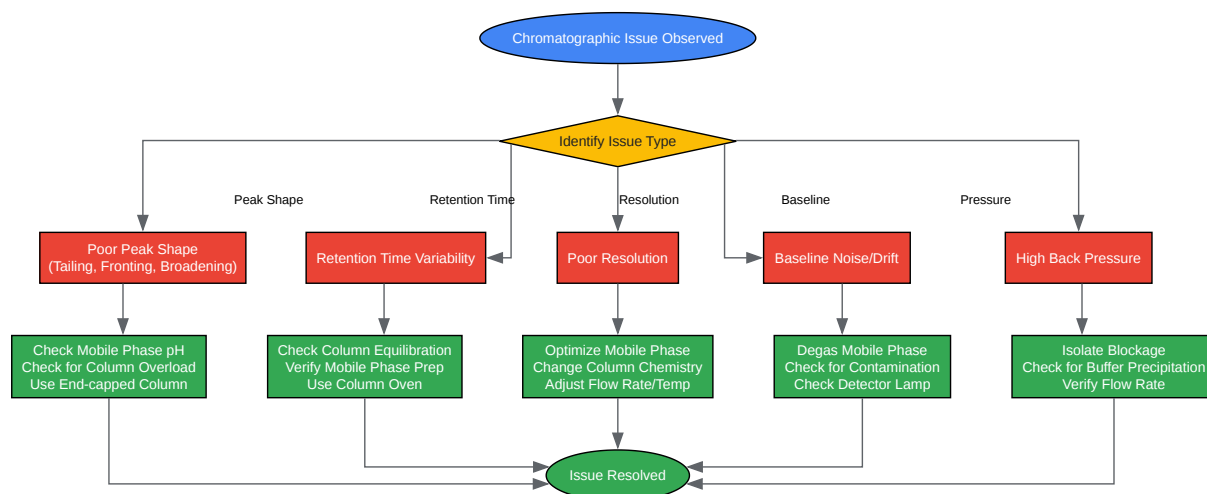 Chromatographic Issue Observed
Identify Issue Type
Peak Shape
Retention Time
Resolution
Baseline
Pressure
Poor Peak Shape
(Tailing, Fronting, Broadening)
Retention Time Variability
Poor Resolution
Baseline Noise/Drift
High Back Pressure
Check Mobile Phase pH
Check for Column Overload
Use End-capped Column
Check Column Equilibration
Verify Mobile Phase Prep
Use Column Oven
Optimize Mobile Phase
Change Column Chemistry
Adjust Flow Rate/Temp
Degas Mobile Phase
Check for Contamination
Check Detector Lamp
Isolate Blockage
Check for Buffer Precipitation
Verify Flow Rate
Issue Resolved